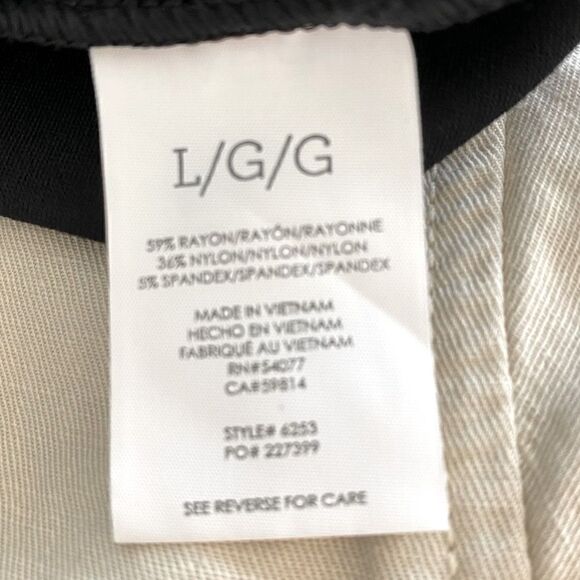 L/G/G
59% RAYON/RAYÓN/RAYONNE
36% NYLON/NYLON/NYLON
5% SPANDEX/SPANDEX/SPANDEX
MADE IN VIETNAM
HECHO EN VIETNAM
FABRIQUÉ AU VIETNAM
RN#54077
CA#59814
STYLE# 6253
PO# 227399
SEE REVERSE FOR CARE